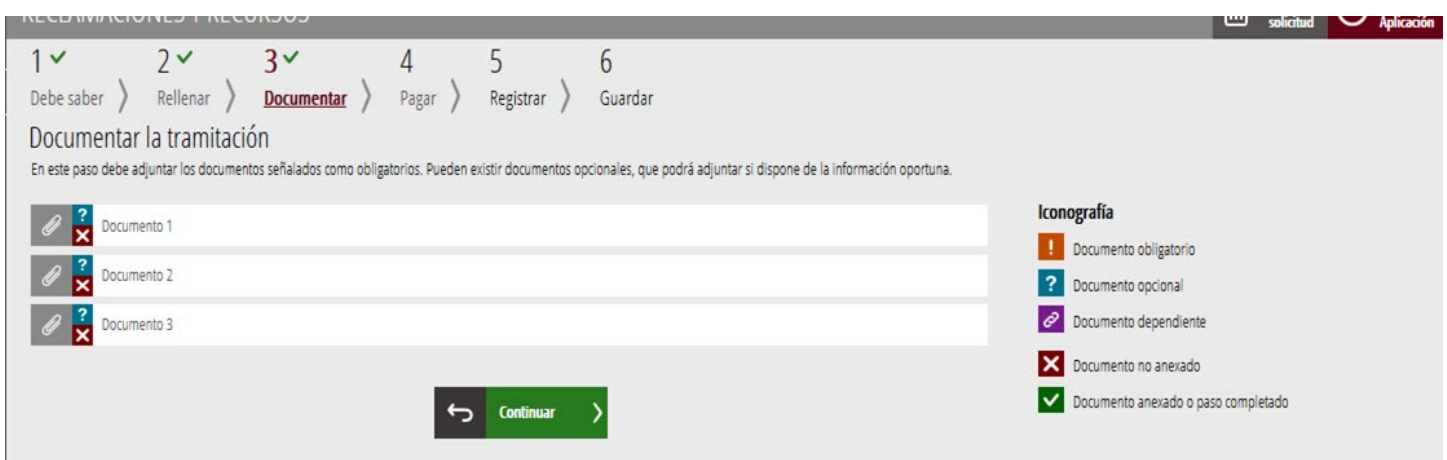 RECLAMACIONES Y RECURSOS
solicitud
Aplicación
1 2 3 4 5 6
Debe saber Rellenar Documentar Pagar Registrar Guardar
Documentar la tramitación
En este paso debe adjuntar los documentos señalados como obligatorios. Pueden existir documentos opcionales, que podrá adjuntar si dispone de la información oportuna.
? Documento 1
? Documento 2
? Documento 3
Continuar
Iconografía
! Documento obligatorio
? Documento opcional
Documento dependiente
Documento no anexado
Documento anexado o paso completado